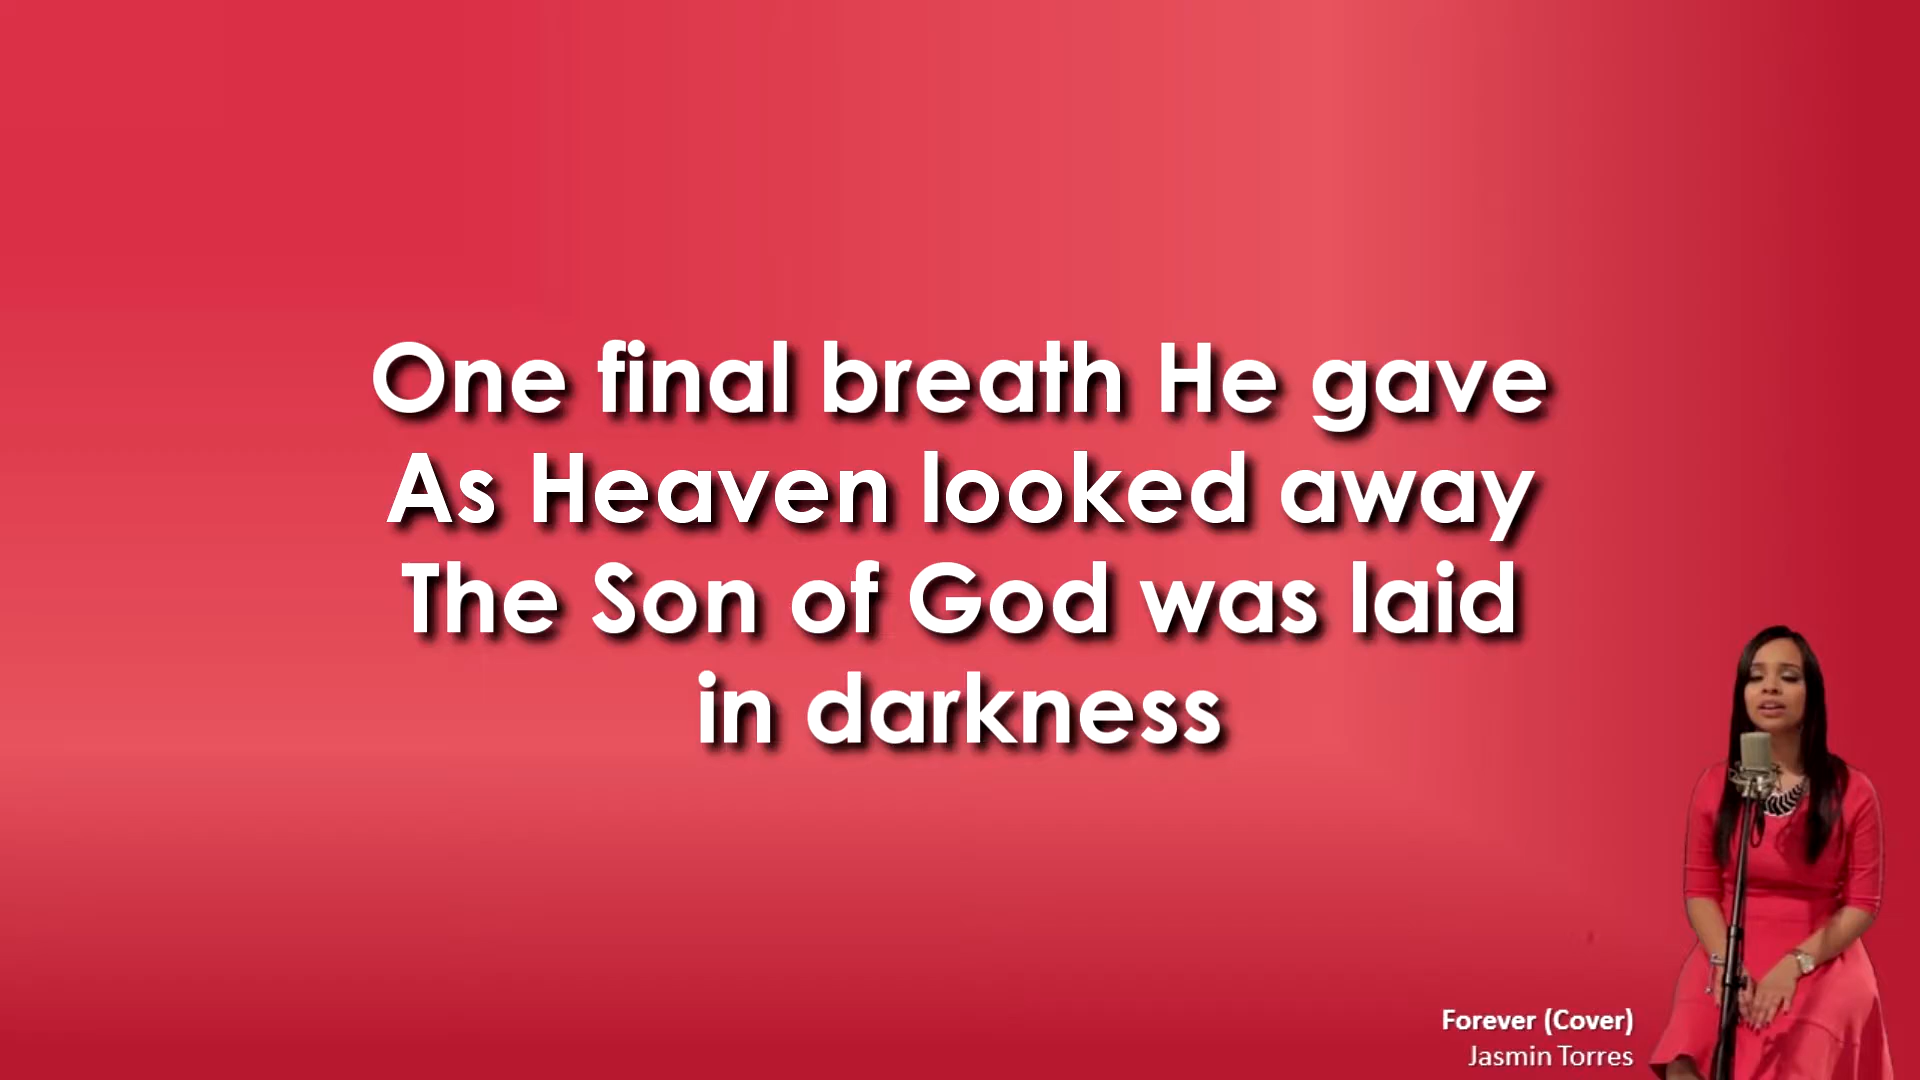 One final breath He gave
As Heaven looked away
The Son of God was laid
in darkness
Forever (Cover)
Jasmin Torres